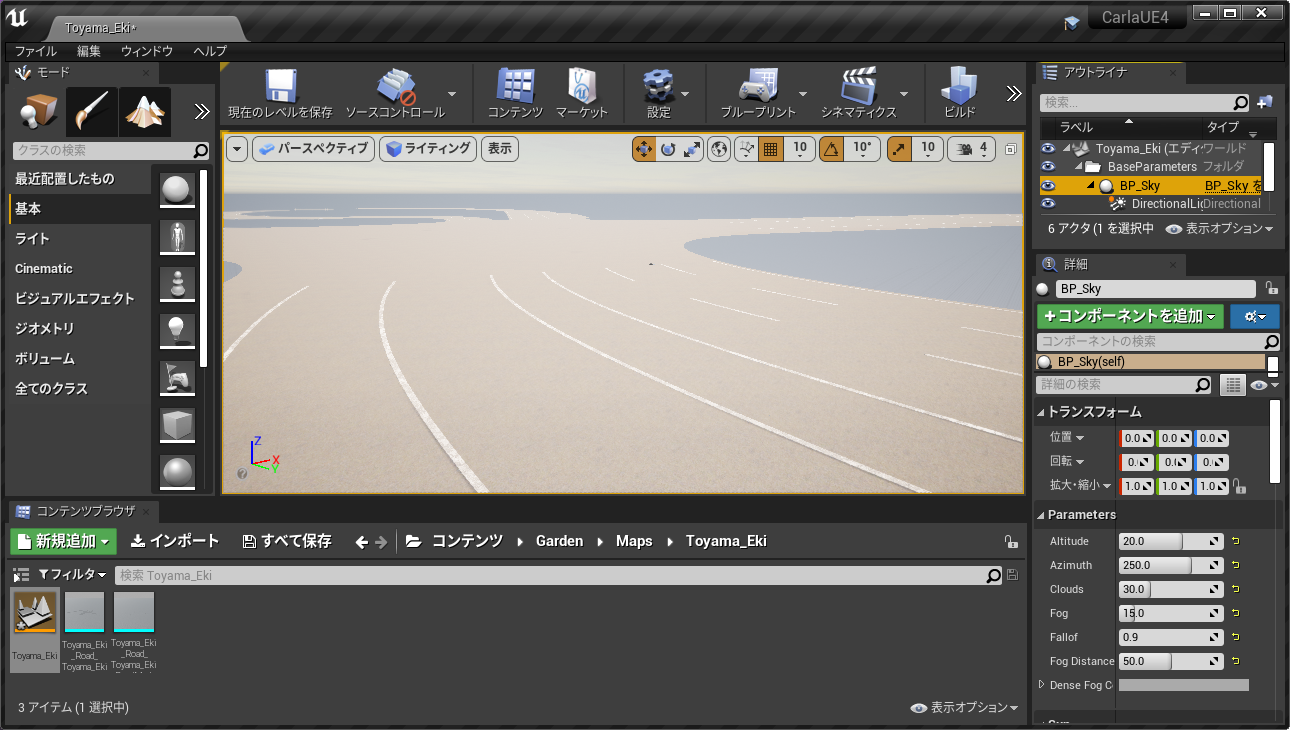 Toyama_Eki*
CarlaUE4
ファイル 編集 ウィンドウ ヘルプ
モード
クラスの検索
最近配置したもの
基本
ライト
Cinematic
ビジュアルエフェクト
ジオメトリ
ボリューム
全てのクラス
現在のレベルを保存 ソースコントロール コンテンツ マーケット 設定 ブループリント シネマティクス ビルド
パースペクティブ ライティング 表示 10 10° 10 4
Z
X
Y
アウトライナ
検索...
ラベル タイプ
Toyama_Eki (エディ ワールド
BaseParameters フォルダ
BP_Sky BP_Sky を
DirectionalLi Directional
6 アクタ (1 を選択中 表示オプション
詳細
BP_Sky
+コンポーネントを追加
コンポーネントの検索
BP_Sky(self)
詳細の検索
トランスフォーム
位置 0.0 0.0 0.0
回転 0.0 0.0 0.0
拡大・縮小 1.0 1.0 1.0
Parameters
Altitude 20.0
Azimuth 250.0
Clouds 30.0
Fog 15.0
Fallof 0.9
Fog Distance 50.0
Dense Fog C
コンテンツブラウザ
新規追加 インポート すべて保存 コンテンツ Garden Maps Toyama_Eki
フィルタ 検索 Toyama_Eki
Toyama_Eki
Toyama_Eki
_Road_
Toyama_Eki
Toyama_Eki
_Road_
Toyama_Eki
3 アイテム (1 選択中) 表示オプション